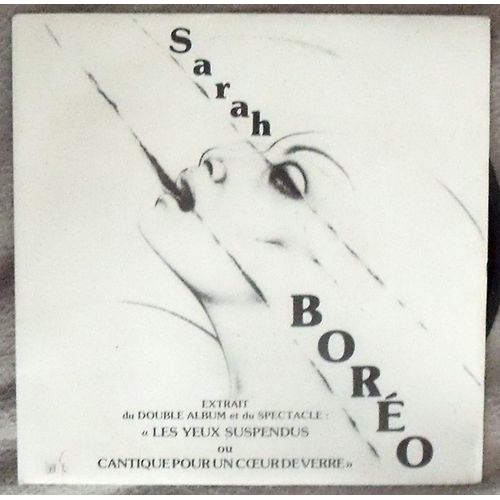 Sarah
BORÉO
EXTRAIT
du DOUBLE ALBUM et du SPECTACLE :
« LES YEUX SUSPENDUS
ou
CANTIQUE POUR UN CŒUR DE VERRE »